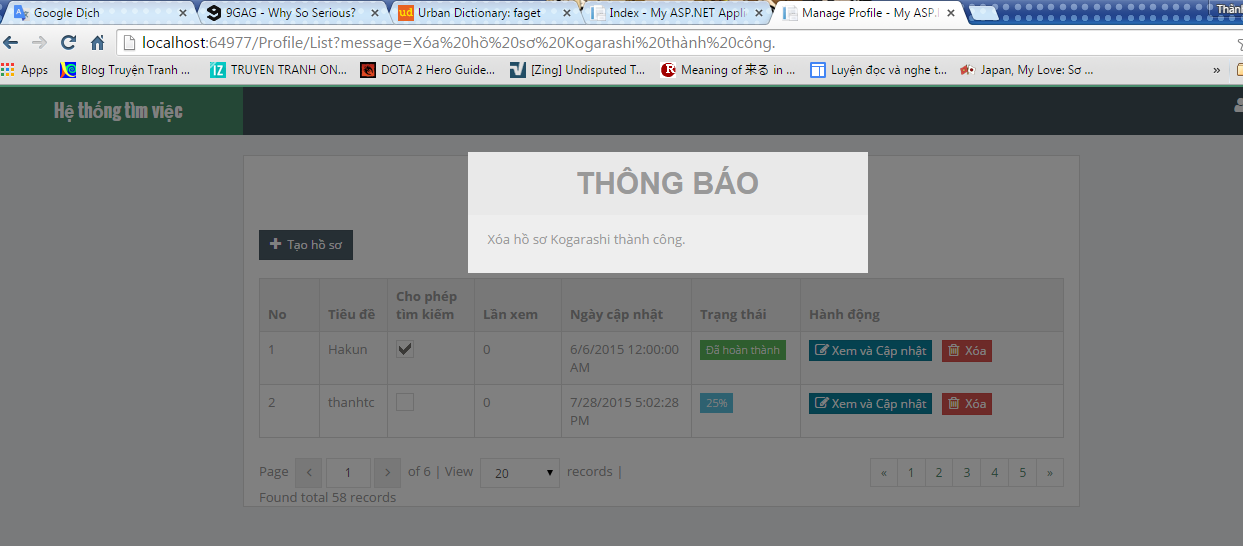 Google Dịch
9GAG - Why So Serious?
Urban Dictionary: faget
Index - My ASP.NET Appli
Manage Profile - My ASP.
Thành
localhost:64977/Profile/List?message=Xóa%20hồ%20sơ%20Kogarashi%20thành%20công.
Apps
Blog Truyện Tranh ...
TRUYEN TRANH ON...
DOTA 2 Hero Guide...
[Zing] Undisputed T...
Meaning of 来る in ...
Luyện đọc và nghe t...
Japan, My Love: Sơ ...
»
Hệ thống tìm việc
THÔNG BÁO
Xóa hồ sơ Kogarashi thành công.
Tạo hồ sơ
No Tiêu đề Cho phép tìm kiếm Lần xem Ngày cập nhật Trạng thái Hành động
1 Hakun 0 6/6/2015 12:00:00 AM Đã hoàn thành Xem và Cập nhật Xóa
2 thanhtc 0 7/28/2015 5:02:28 PM 25% Xem và Cập nhật Xóa
Page < 1 > of 6 | View 20 records | « 1 2 3 4 5 »
Found total 58 records